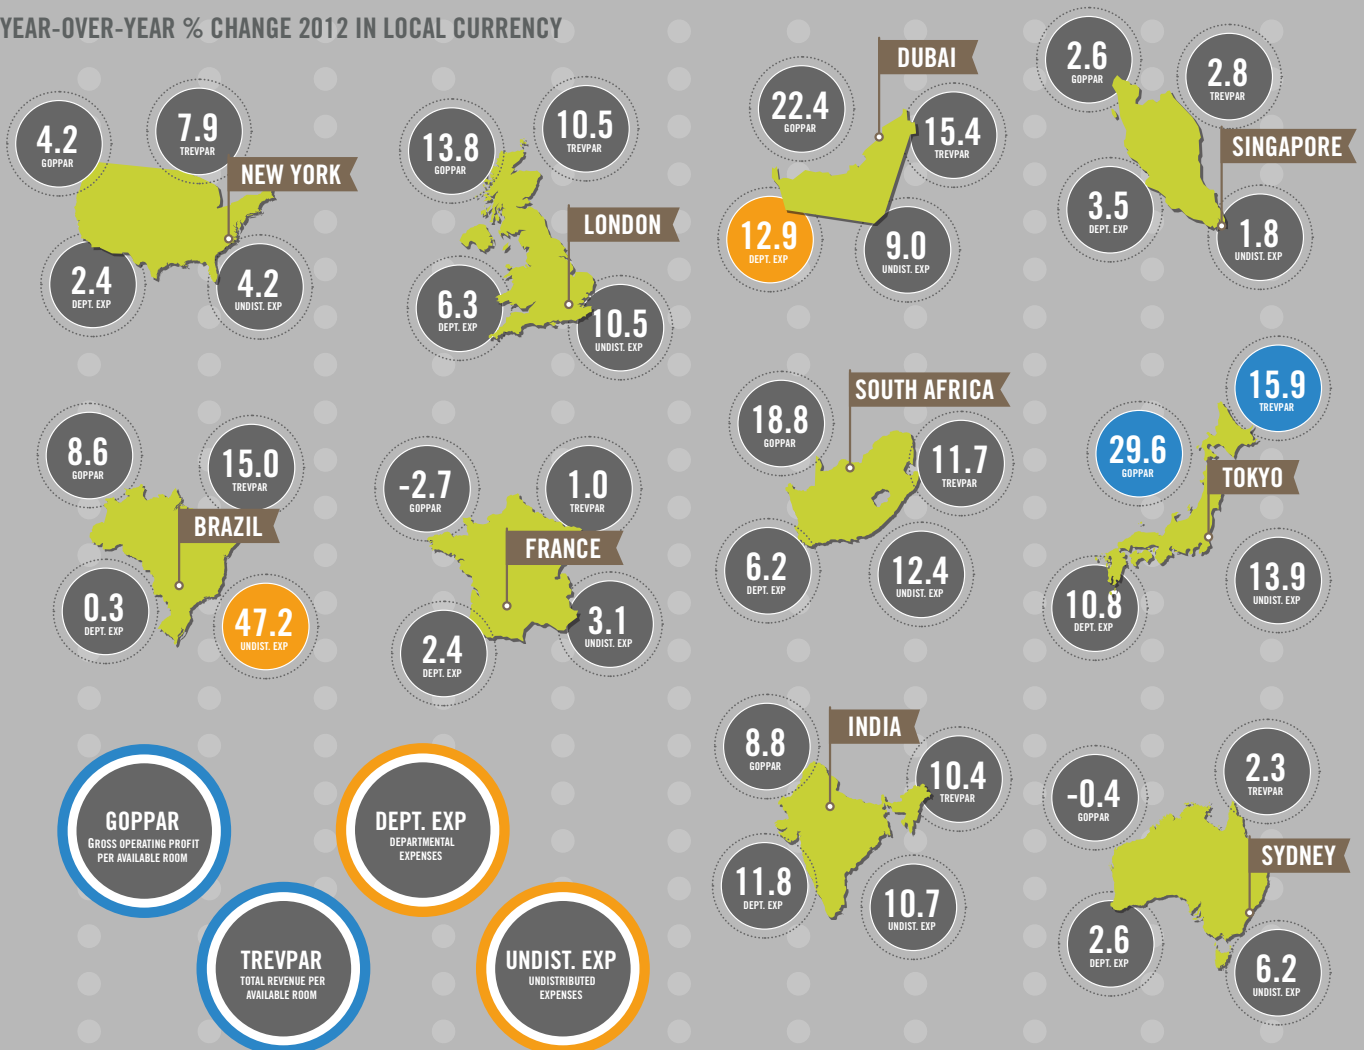 YEAR-OVER-YEAR % CHANGE 2012 IN LOCAL CURRENCY
4.2
GOPPAR
7.9
TREVPAR
NEW YORK
2.4
DEPT. EXP
4.2
UNDIST. EXP
13.8
GOPPAR
10.5
TREVPAR
LONDON
6.3
DEPT. EXP
10.5
UNDIST. EXP
DUBAI
22.4
GOPPAR
15.4
TREVPAR
12.9
DEPT. EXP
9.0
UNDIST. EXP
2.6
GOPPAR
2.8
TREVPAR
SINGAPORE
3.5
DEPT. EXP
1.8
UNDIST. EXP
8.6
GOPPAR
15.0
TREVPAR
BRAZIL
0.3
DEPT. EXP
47.2
UNDIST. EXP
-2.7
GOPPAR
1.0
TREVPAR
FRANCE
2.4
DEPT. EXP
3.1
UNDIST. EXP
SOUTH AFRICA
18.8
GOPPAR
11.7
TREVPAR
6.2
DEPT. EXP
12.4
UNDIST. EXP
15.9
TREVPAR
29.6
GOPPAR
TOKYO
10.8
DEPT. EXP
13.9
UNDIST. EXP
INDIA
8.8
GOPPAR
10.4
TREVPAR
11.8
DEPT. EXP
10.7
UNDIST. EXP
-0.4
GOPPAR
2.3
TREVPAR
SYDNEY
2.6
DEPT. EXP
6.2
UNDIST. EXP
GOPPAR
GROSS OPERATING PROFIT
PER AVAILABLE ROOM
DEPT. EXP
DEPARTMENTAL
EXPENSES
TREVPAR
TOTAL REVENUE PER
AVAILABLE ROOM
UNDIST. EXP
UNDISTRIBUTED
EXPENSES